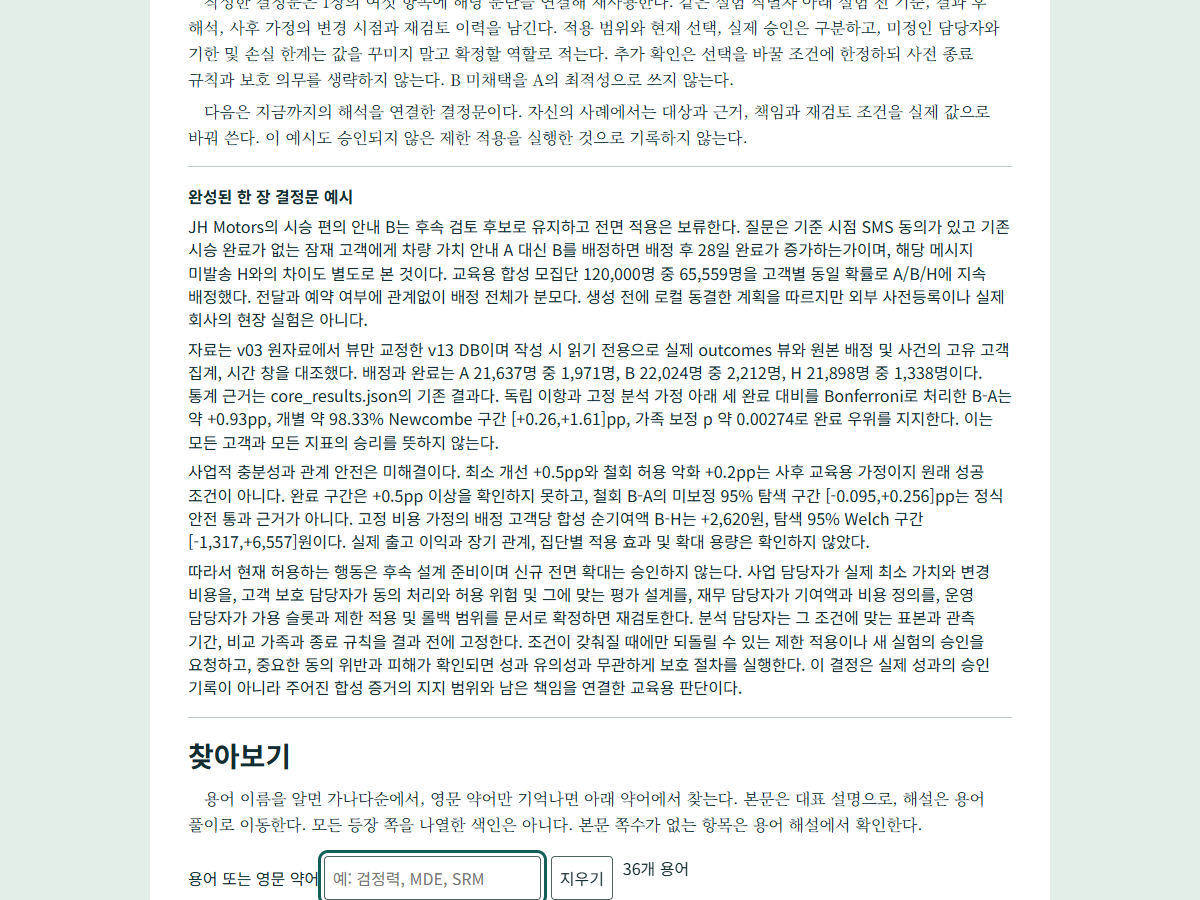 작성한 결정문은 1장의 여섯 항목에 해당 문단을 연결해 재사용한다. 같은 실험 식별자 아래 실험 전 기준, 결과 후
해석, 사후 가정의 변경 시점과 재검토 이력을 남긴다. 적용 범위와 현재 선택, 실제 승인은 구분하고, 미정인 담당자와
기한 및 손실 한계는 값을 꾸미지 말고 확정할 역할로 적는다. 추가 확인은 선택을 바꿀 조건에 한정하되 사전 종료
규칙과 보호 의무를 생략하지 않는다. B 미채택을 A의 최적성으로 쓰지 않는다.
다음은 지금까지의 해석을 연결한 결정문이다. 자신의 사례에서는 대상과 근거, 책임과 재검토 조건을 실제 값으로
바꿔 쓴다. 이 예시도 승인되지 않은 제한 적용을 실행한 것으로 기록하지 않는다.
완성된 한 장 결정문 예시
JH Motors의 시승 편의 안내 B는 후속 검토 후보로 유지하고 전면 적용은 보류한다. 질문은 기준 시점 SMS 동의가 있고 기존
시승 완료가 없는 잠재 고객에게 차량 가치 안내 A 대신 B를 배정하면 배정 후 28일 완료가 증가하는가이며, 해당 메시지
미발송 H와의 차이도 별도로 본 것이다. 교육용 합성 모집단 120,000명 중 65,559명을 고객별 동일 확률로 A/B/H에 지속
배정했다. 전달과 예약 여부에 관계없이 배정 전체가 분모다. 생성 전에 로컬 동결한 계획을 따르지만 외부 사전등록이나 실제
회사의 현장 실험은 아니다.
자료는 v03 원자료에서 뷰만 교정한 v13 DB이며 작성 시 읽기 전용으로 실제 outcomes 뷰와 원본 배정 및 사건의 고유 고객
집계, 시간 창을 대조했다. 배정과 완료는 A 21,637명 중 1,971명, B 22,024명 중 2,212명, H 21,898명 중 1,338명이다.
통계 근거는 core_results.json의 기존 결과다. 독립 이항과 고정 분석 가정 아래 세 완료 대비를 Bonferroni로 처리한 B-A는
약 +0.93pp, 개별 약 98.33% Newcombe 구간 [+0.26,+1.61]pp, 가족 보정 p 약 0.00274로 완료 우위를 지지한다. 이는
모든 고객과 모든 지표의 승리를 뜻하지 않는다.
사업적 충분성과 관계 안전은 미해결이다. 최소 개선 +0.5pp와 철회 허용 악화 +0.2pp는 사후 교육용 가정이지 원래 성공
조건이 아니다. 완료 구간은 +0.5pp 이상을 확인하지 못하고, 철회 B-A의 미보정 95% 탐색 구간 [-0.095,+0.256]pp는 정식
안전 통과 근거가 아니다. 고정 비용 가정의 배정 고객당 합성 순기여액 B-H는 +2,620원, 탐색 95% Welch 구간
[-1,317,+6,557]원이다. 실제 출고 이익과 장기 관계, 집단별 적용 효과 및 확대 용량은 확인하지 않았다.
따라서 현재 허용하는 행동은 후속 설계 준비이며 신규 전면 확대는 승인하지 않는다. 사업 담당자가 실제 최소 가치와 변경
비용을, 고객 보호 담당자가 동의 처리와 허용 위험 및 그에 맞는 평가 설계를, 재무 담당자가 기여액과 비용 정의를, 운영
담당자가 가용 슬롯과 제한 적용 및 롤백 범위를 문서로 확정하면 재검토한다. 분석 담당자는 그 조건에 맞는 표본과 관측
기간, 비교 가족과 종료 규칙을 결과 전에 고정한다. 조건이 갖춰질 때에만 되돌릴 수 있는 제한 적용이나 새 실험의 승인을
요청하고, 중요한 동의 위반과 피해가 확인되면 성과 유의성과 무관하게 보호 절차를 실행한다. 이 결정은 실제 성과의 승인
기록이 아니라 주어진 합성 증거의 지지 범위와 남은 책임을 연결한 교육용 판단이다.
찾아보기
용어 이름을 알면 가나다순에서, 영문 약어만 기억나면 아래 약어에서 찾는다. 본문은 대표 설명으로, 해설은 용어
풀이로 이동한다. 모든 등장 쪽을 나열한 색인은 아니다. 본문 쪽수가 없는 항목은 용어 해설에서 확인한다.
용어 또는 영문 약어 예: 검정력, MDE, SRM 지우기 36개 용어